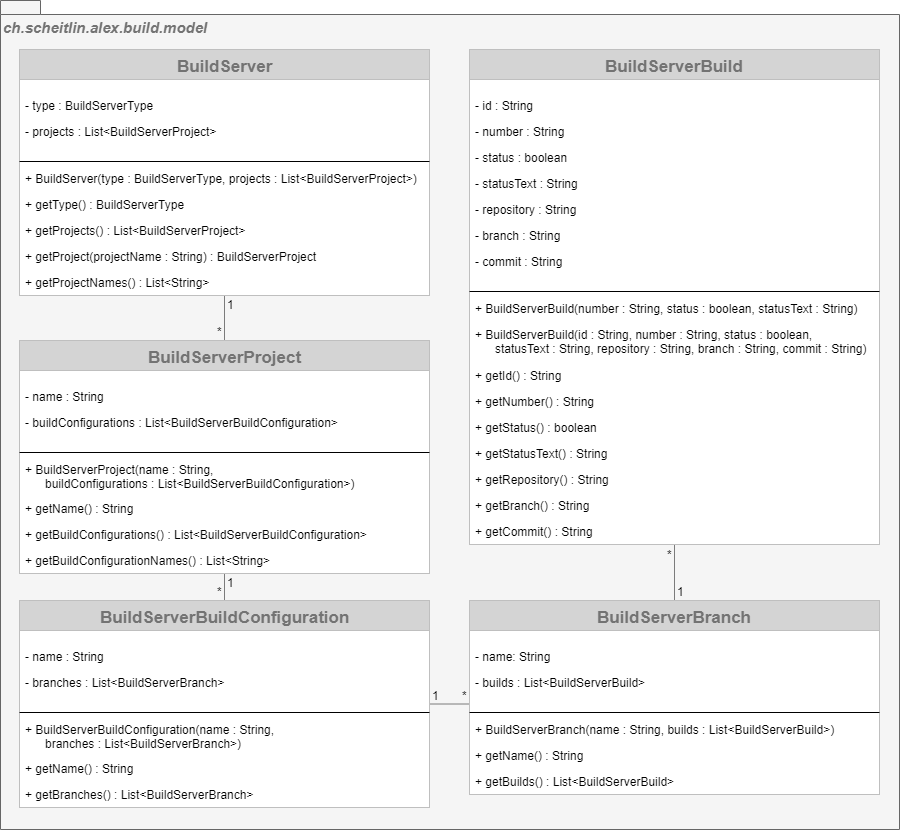 ch.scheitlin.alex.build.model
BuildServer
- type : BuildServerType
- projects : List<BuildServerProject>
+ BuildServer(type : BuildServerType, projects : List<BuildServerProject>)
+ getType() : BuildServerType
+ getProjects() : List<BuildServerProject>
+ getProject(projectName : String) : BuildServerProject
+ getProjectNames() : List<String>
1
*
BuildServerProject
- name : String
- buildConfigurations : List<BuildServerBuildConfiguration>
+ BuildServerProject(name : String,
buildConfigurations : List<BuildServerBuildConfiguration>)
+ getName() : String
+ getBuildConfigurations() : List<BuildServerBuildConfiguration>
+ getBuildConfigurationNames() : List<String>
1
*
BuildServerBuildConfiguration
- name : String
- branches : List<BuildServerBranch>
+ BuildServerBuildConfiguration(name : String,
branches : List<BuildServerBranch>)
+ getName() : String
+ getBranches() : List<BuildServerBranch>
1
*
BuildServerBuild
- id : String
- number : String
- status : boolean
- statusText : String
- repository : String
- branch : String
- commit : String
+ BuildServerBuild(number : String, status : boolean, statusText : String)
+ BuildServerBuild(id : String, number : String, status : boolean,
statusText : String, repository : String, branch : String, commit : String)
+ getId() : String
+ getNumber() : String
+ getStatus() : boolean
+ getStatusText() : String
+ getRepository() : String
+ getBranch() : String
+ getCommit() : String
*
1
BuildServerBranch
- name: String
- builds : List<BuildServerBuild>
+ BuildServerBranch(name : String, builds : List<BuildServerBuild>)
+ getName() : String
+ getBuilds() : List<BuildServerBuild>